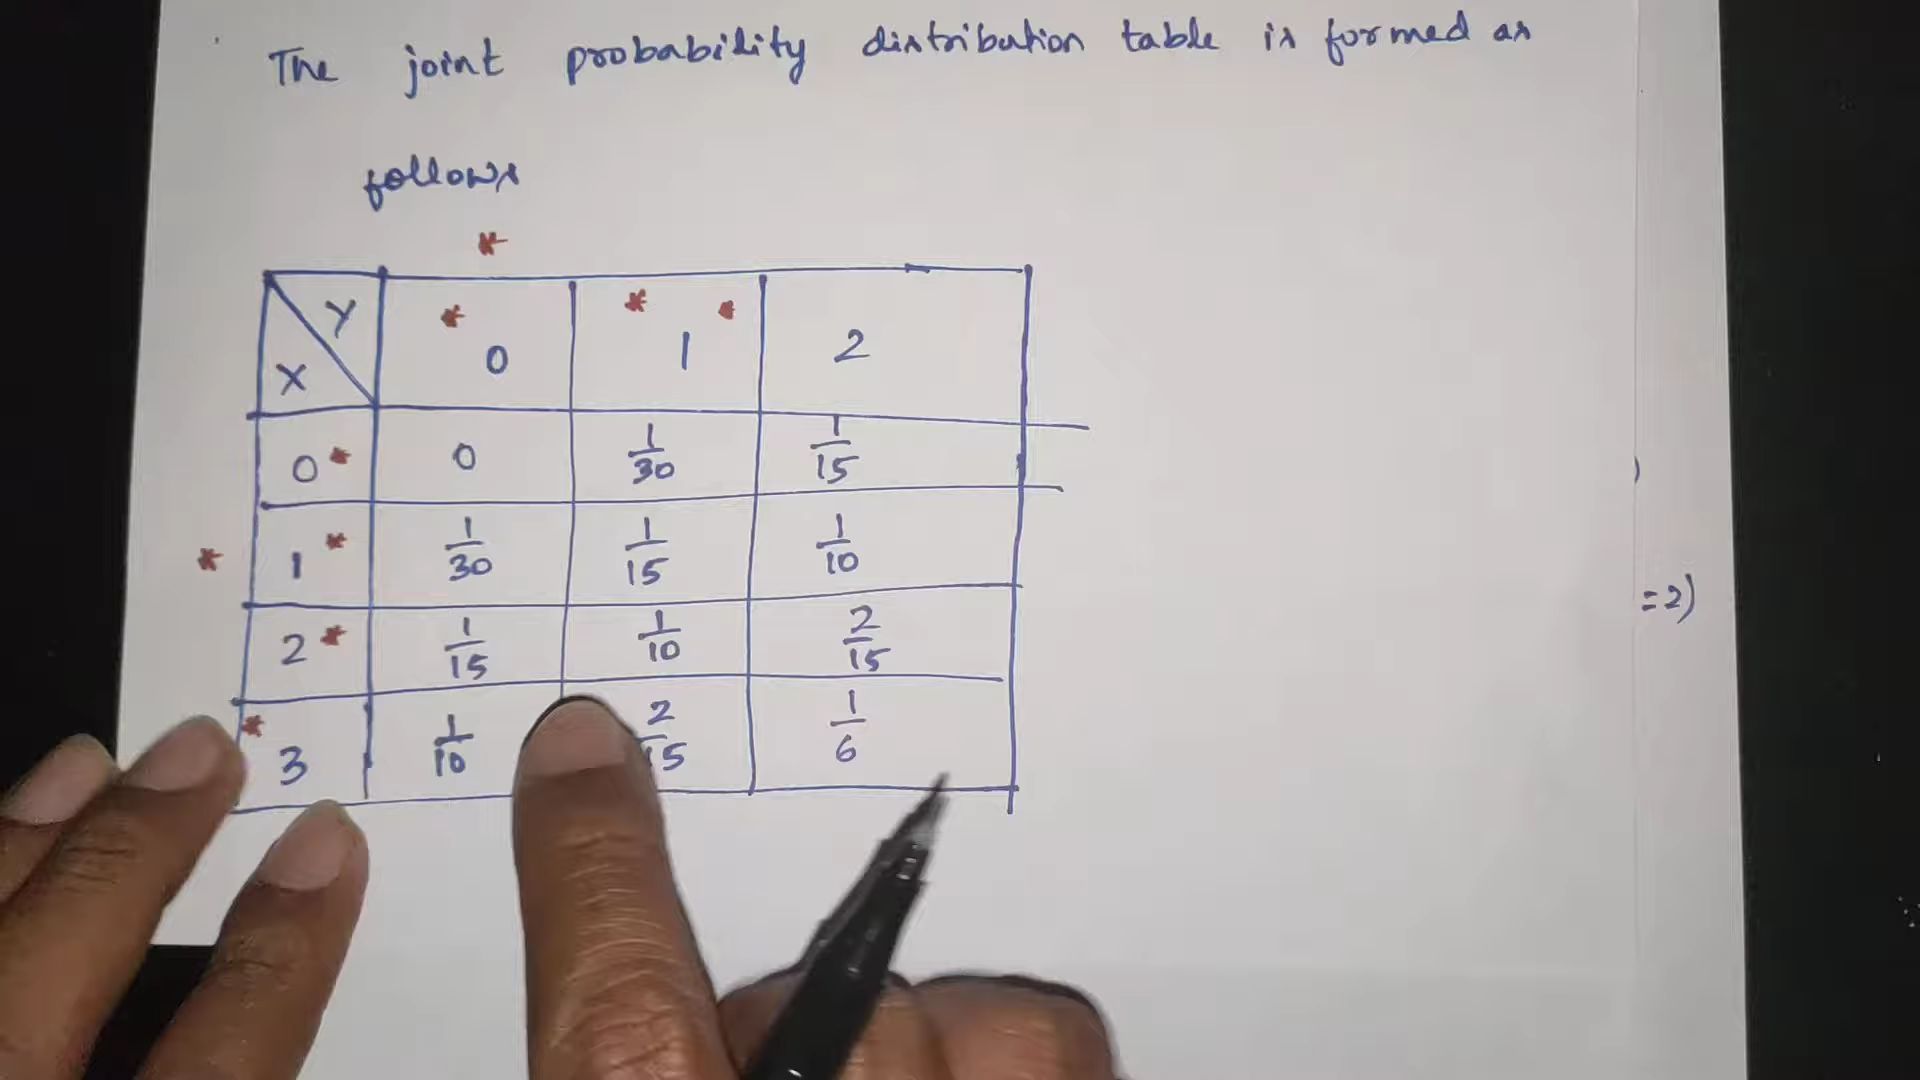 The joint probability distribution table is formed as
follows
*
Y * * *
X 0 1 2
0 * 0 1/30 1/15
* 1 * 1/30 1/15 1/10
=2)
2 * 1/15 1/10 2/15
* 3 1/10 2/15 1/6